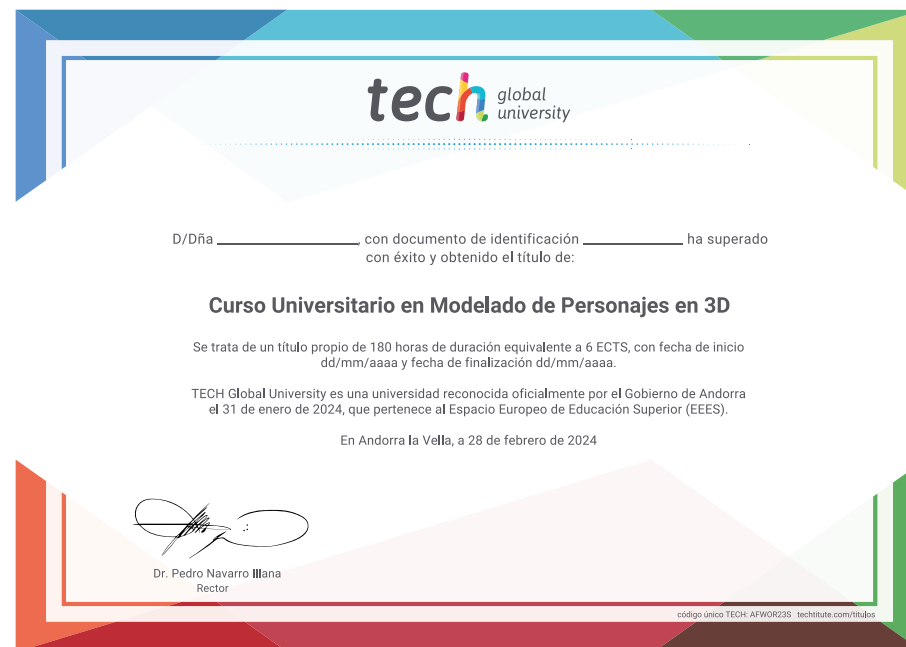 tech global university
D/Dña ____________________, con documento de identificación ______________ ha superado
con éxito y obtenido el título de:
Curso Universitario en Modelado de Personajes en 3D
Se trata de un título propio de 180 horas de duración equivalente a 6 ECTS, con fecha de inicio
dd/mm/aaaa y fecha de finalización dd/mm/aaaa.
TECH Global University es una universidad reconocida oficialmente por el Gobierno de Andorra
el 31 de enero de 2024, que pertenece al Espacio Europeo de Educación Superior (EEES).
En Andorra la Vella, a 28 de febrero de 2024
Dr. Pedro Navarro Illana
Rector
código único TECH: AFWOR23S techtitute.com/titulos